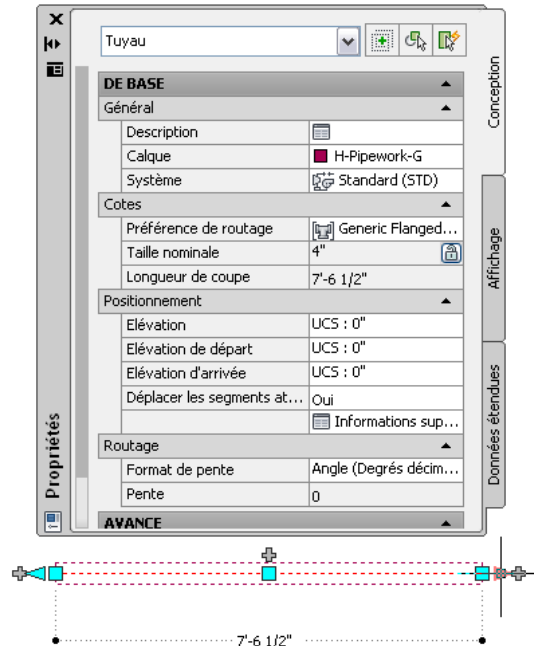 Tuyau
DE BASE
Général
Description
Calque H-Pipework-G
Système Standard (STD)
Cotes
Préférence de routage Generic Flanged...
Taille nominale 4"
Longueur de coupe 7'-6 1/2"
Positionnement
Elévation UCS : 0"
Elévation de départ UCS : 0"
Elévation d'arrivée UCS : 0"
Déplacer les segments at... Oui
Informations sup...
Routage
Format de pente Angle (Degrés décim...
Pente 0
AVANCE
Propriétés
Conception
Affichage
Données étendues
7'-6 1/2"